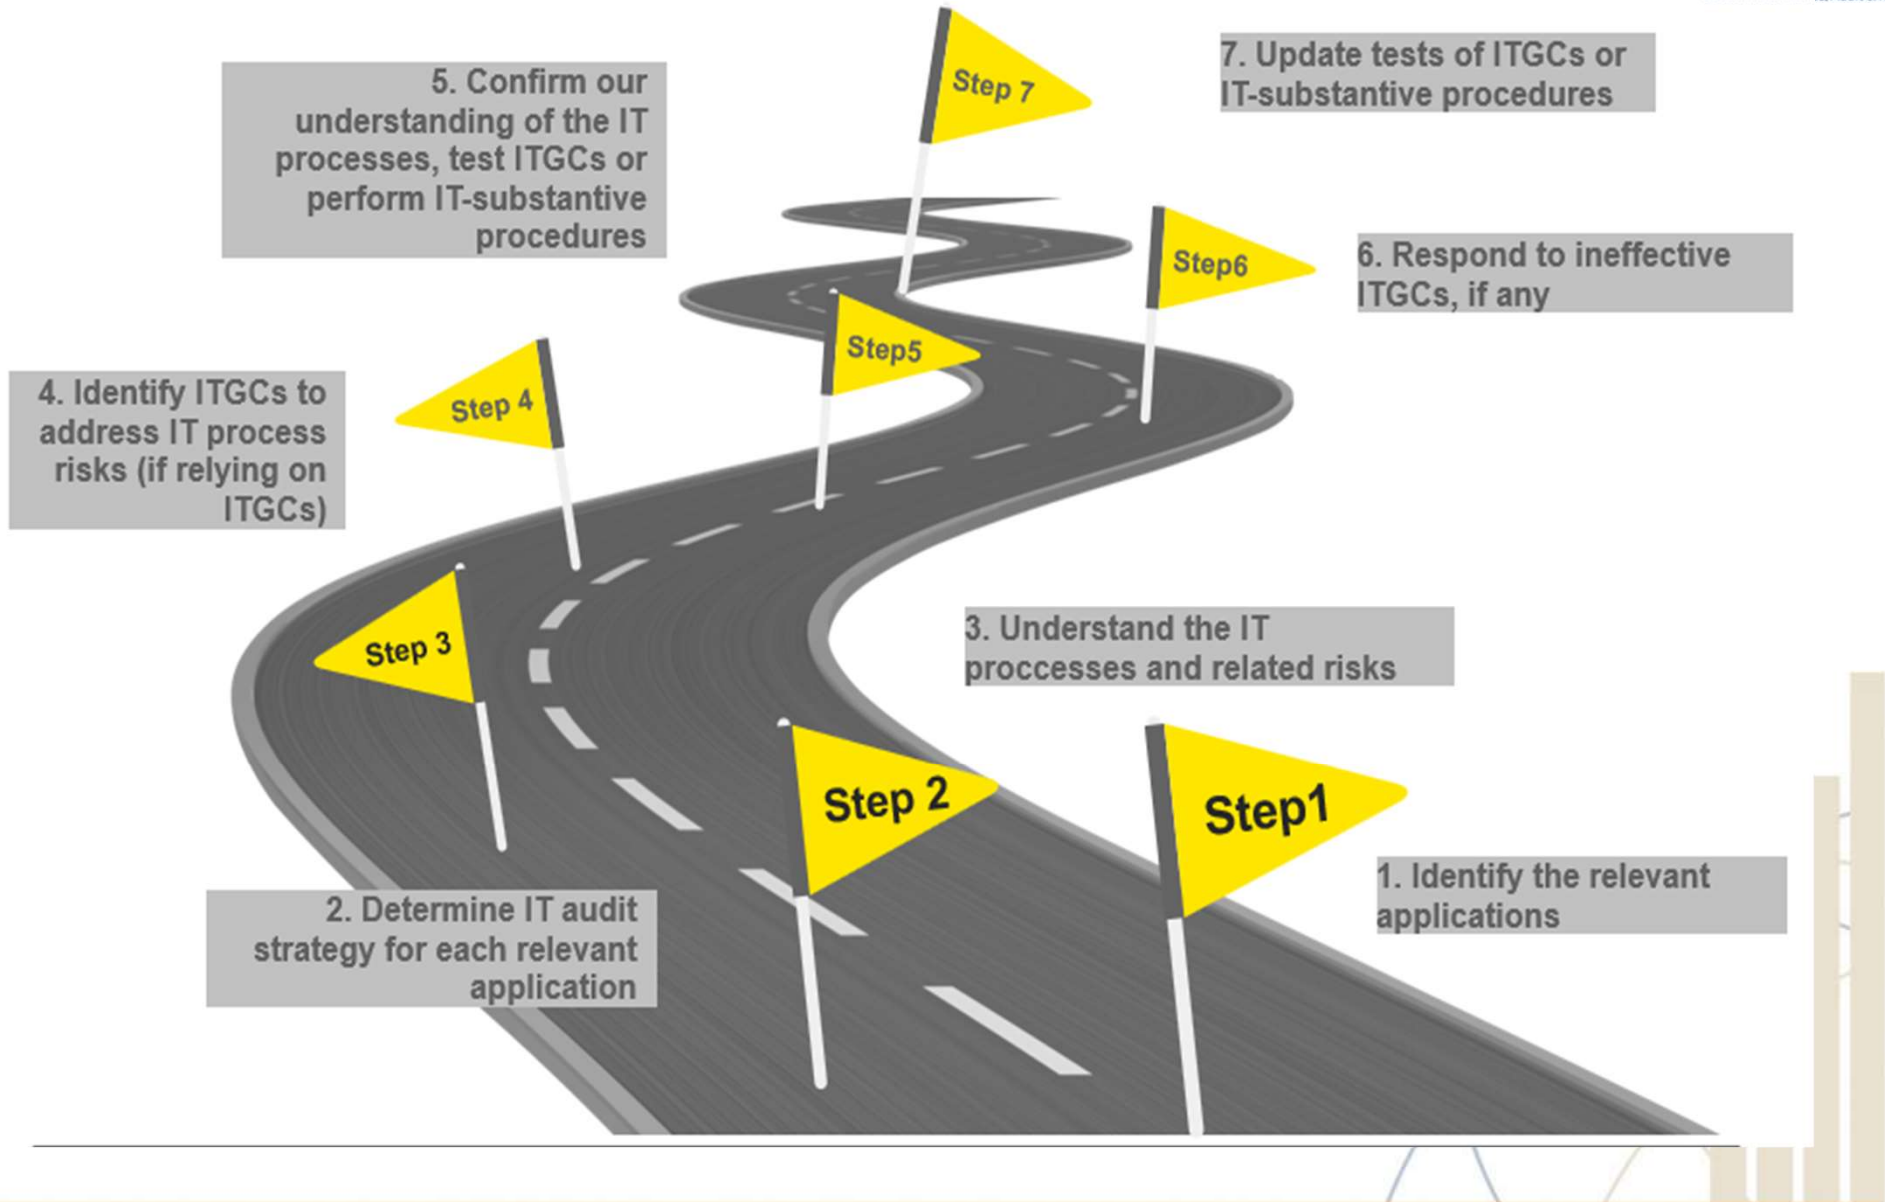 Step 7
7. Update tests of ITGCs or
IT-substantive procedures
5. Confirm our
understanding of the IT
processes, test ITGCs or
perform IT-substantive
procedures
Step6
6. Respond to ineffective
ITGCs, if any
Step5
Step 4
4. Identify ITGCs to
address IT process
risks (if relying on
ITGCs)
Step 3
3. Understand the IT
proccesses and related risks
Step 2
Step1
1. Identify the relevant
applications
2. Determine IT audit
strategy for each relevant
application